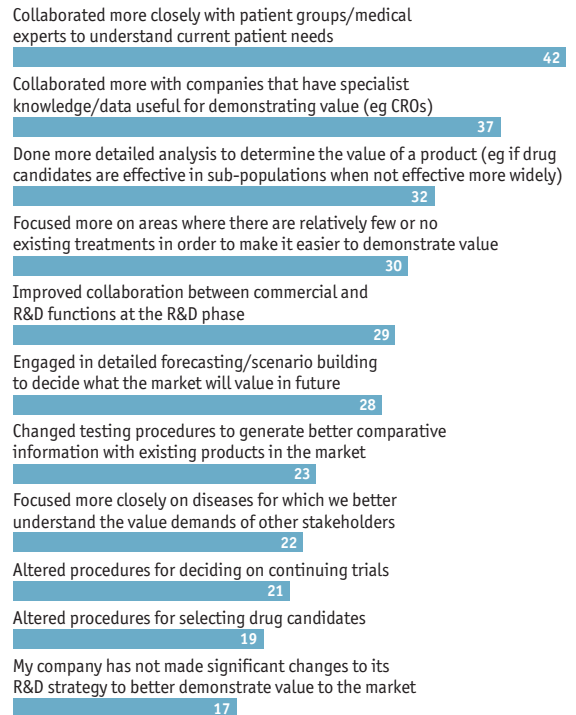 Collaborated more closely with patient groups/medical
experts to understand current patient needs
42
Collaborated more with companies that have specialist
knowledge/data useful for demonstrating value (eg CROs)
37
Done more detailed analysis to determine the value of a product (eg if drug
candidates are effective in sub-populations when not effective more widely)
32
Focused more on areas where there are relatively few or no
existing treatments in order to make it easier to demonstrate value
30
Improved collaboration between commercial and
R&D functions at the R&D phase
29
Engaged in detailed forecasting/scenario building
to decide what the market will value in future
28
Changed testing procedures to generate better comparative
information with existing products in the market
23
Focused more closely on diseases for which we better
understand the value demands of other stakeholders
22
Altered procedures for deciding on continuing trials
21
Altered procedures for selecting drug candidates
19
My company has not made significant changes to its
R&D strategy to better demonstrate value to the market
17